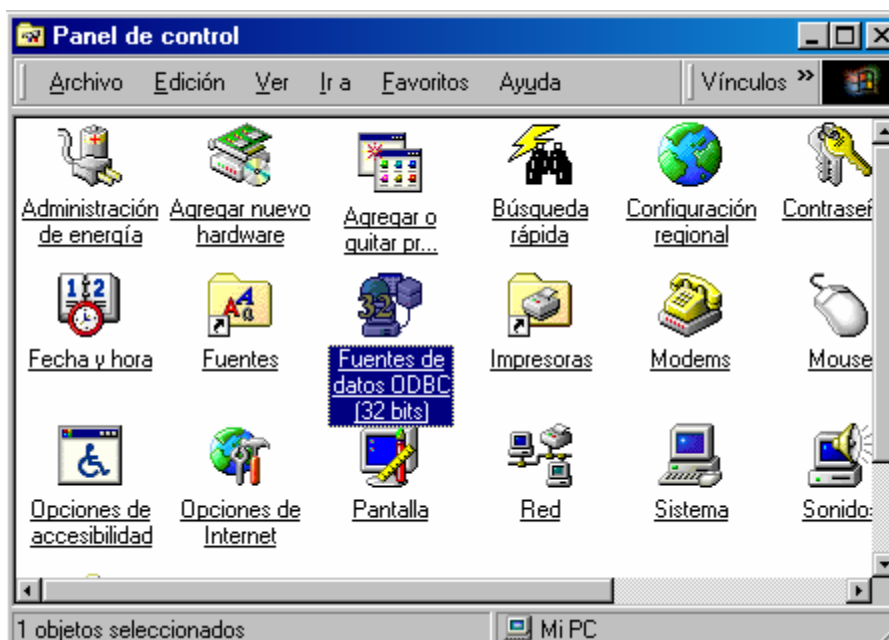 Panel de control
Archivo Edición Ver Ir a Favoritos Ayuda Vínculos »
Administración de energía
Agregar nuevo hardware
Agregar o quitar pr...
Búsqueda rápida
Configuración regional
Contraseñ
Fecha y hora
Fuentes
Fuentes de datos ODBC (32 bits)
Impresoras
Modems
Mouse
Opciones de accesibilidad
Opciones de Internet
Pantalla
Red
Sistema
Sonidos
1 objetos seleccionados
Mi PC